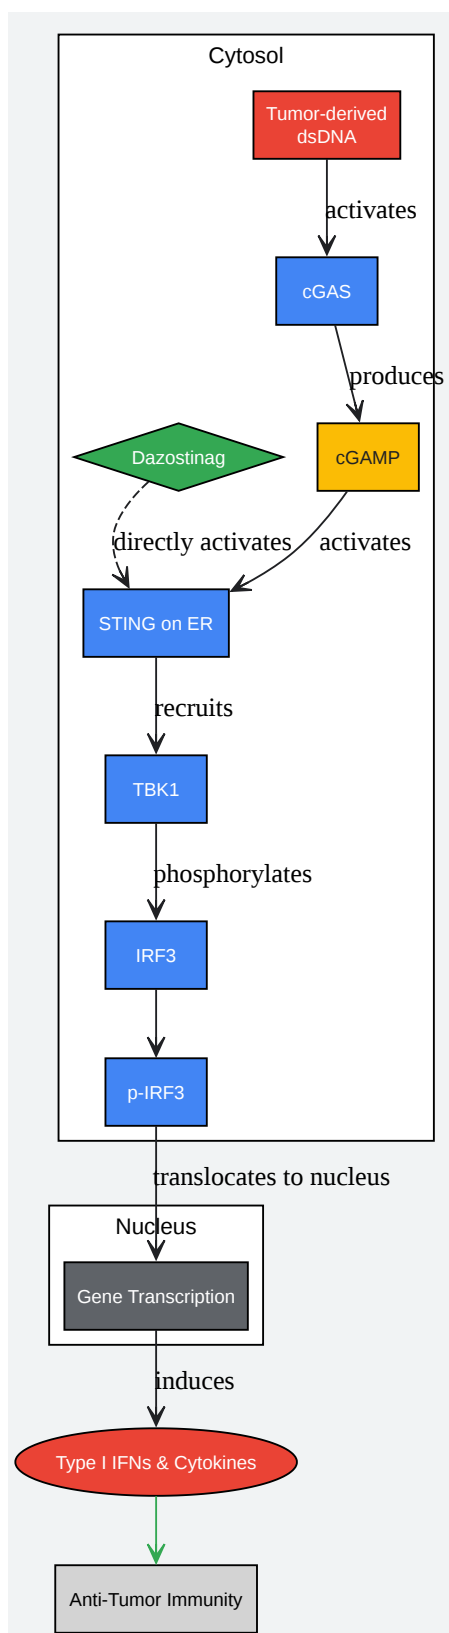 Cytosol
Tumor-derived
dsDNA
activates
cGAS
produces
Dazostinag
cGAMP
directly activates
activates
STING on ER
recruits
TBK1
phosphorylates
IRF3
p-IRF3
translocates to nucleus
Nucleus
Gene Transcription
induces
Type I IFNs & Cytokines
Anti-Tumor Immunity